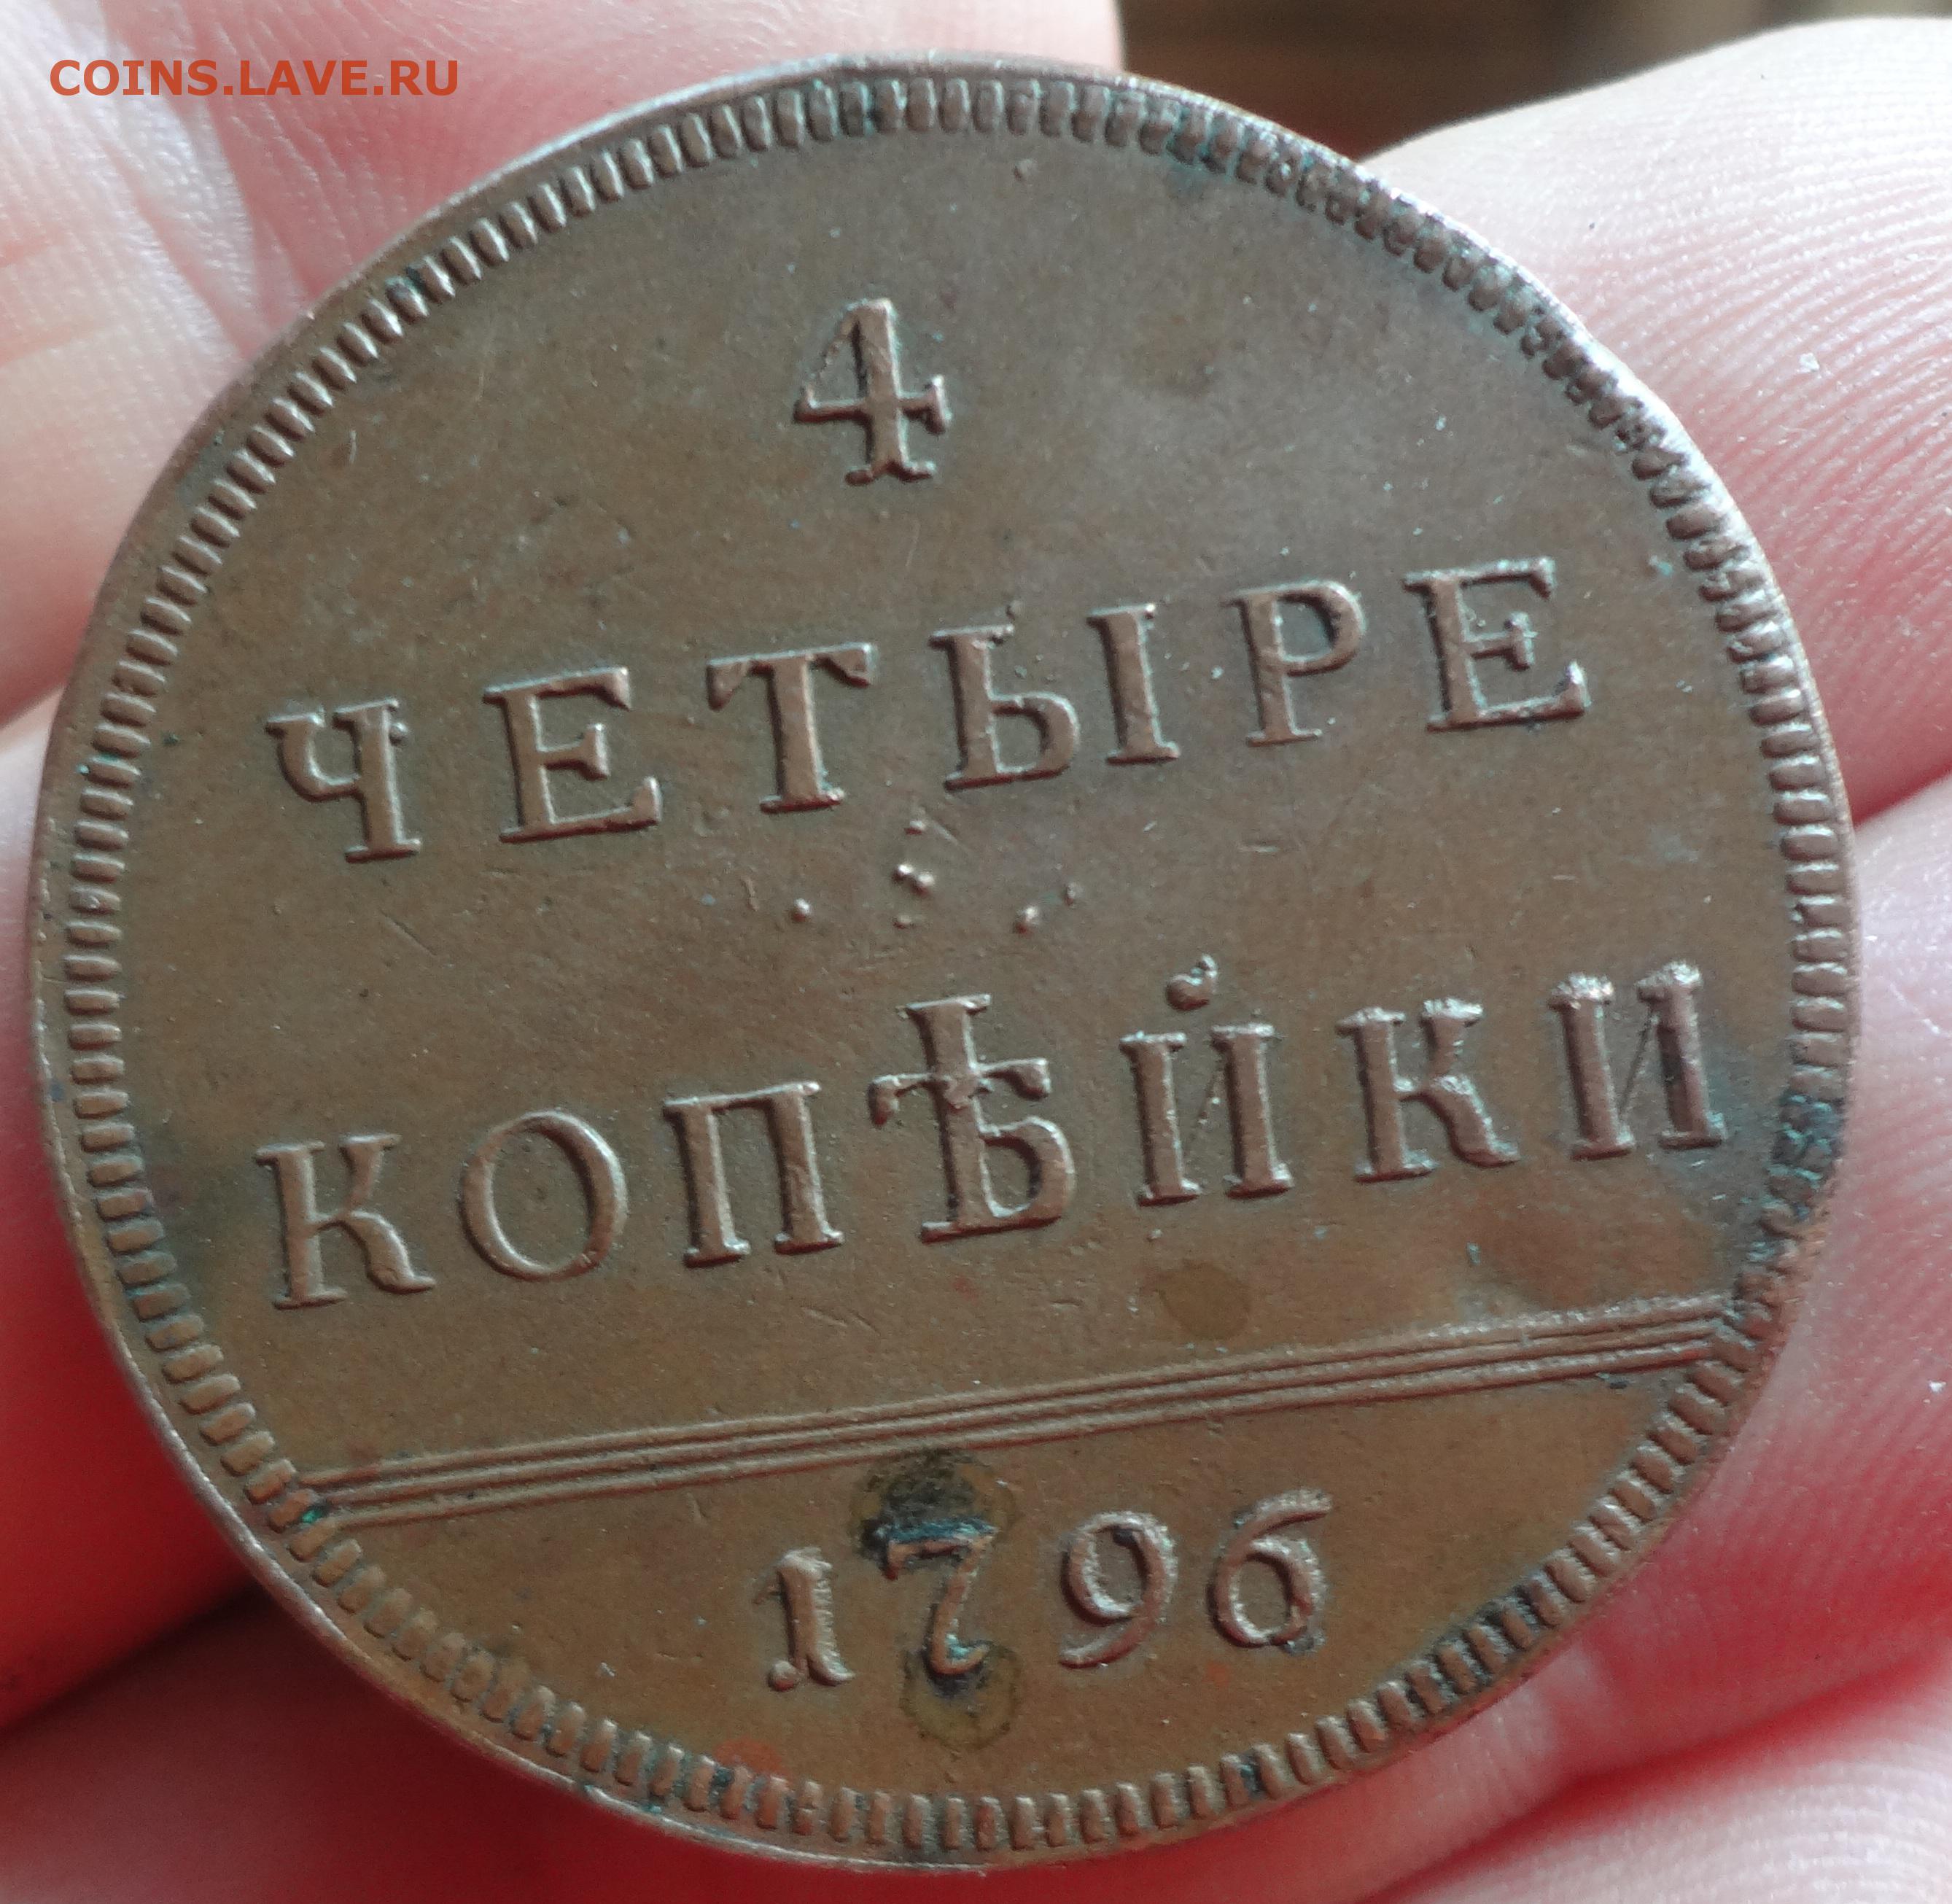 COINS.LAVE.RU
4
ЧЕТЫРЕ
КОПѢЙКИ
1796